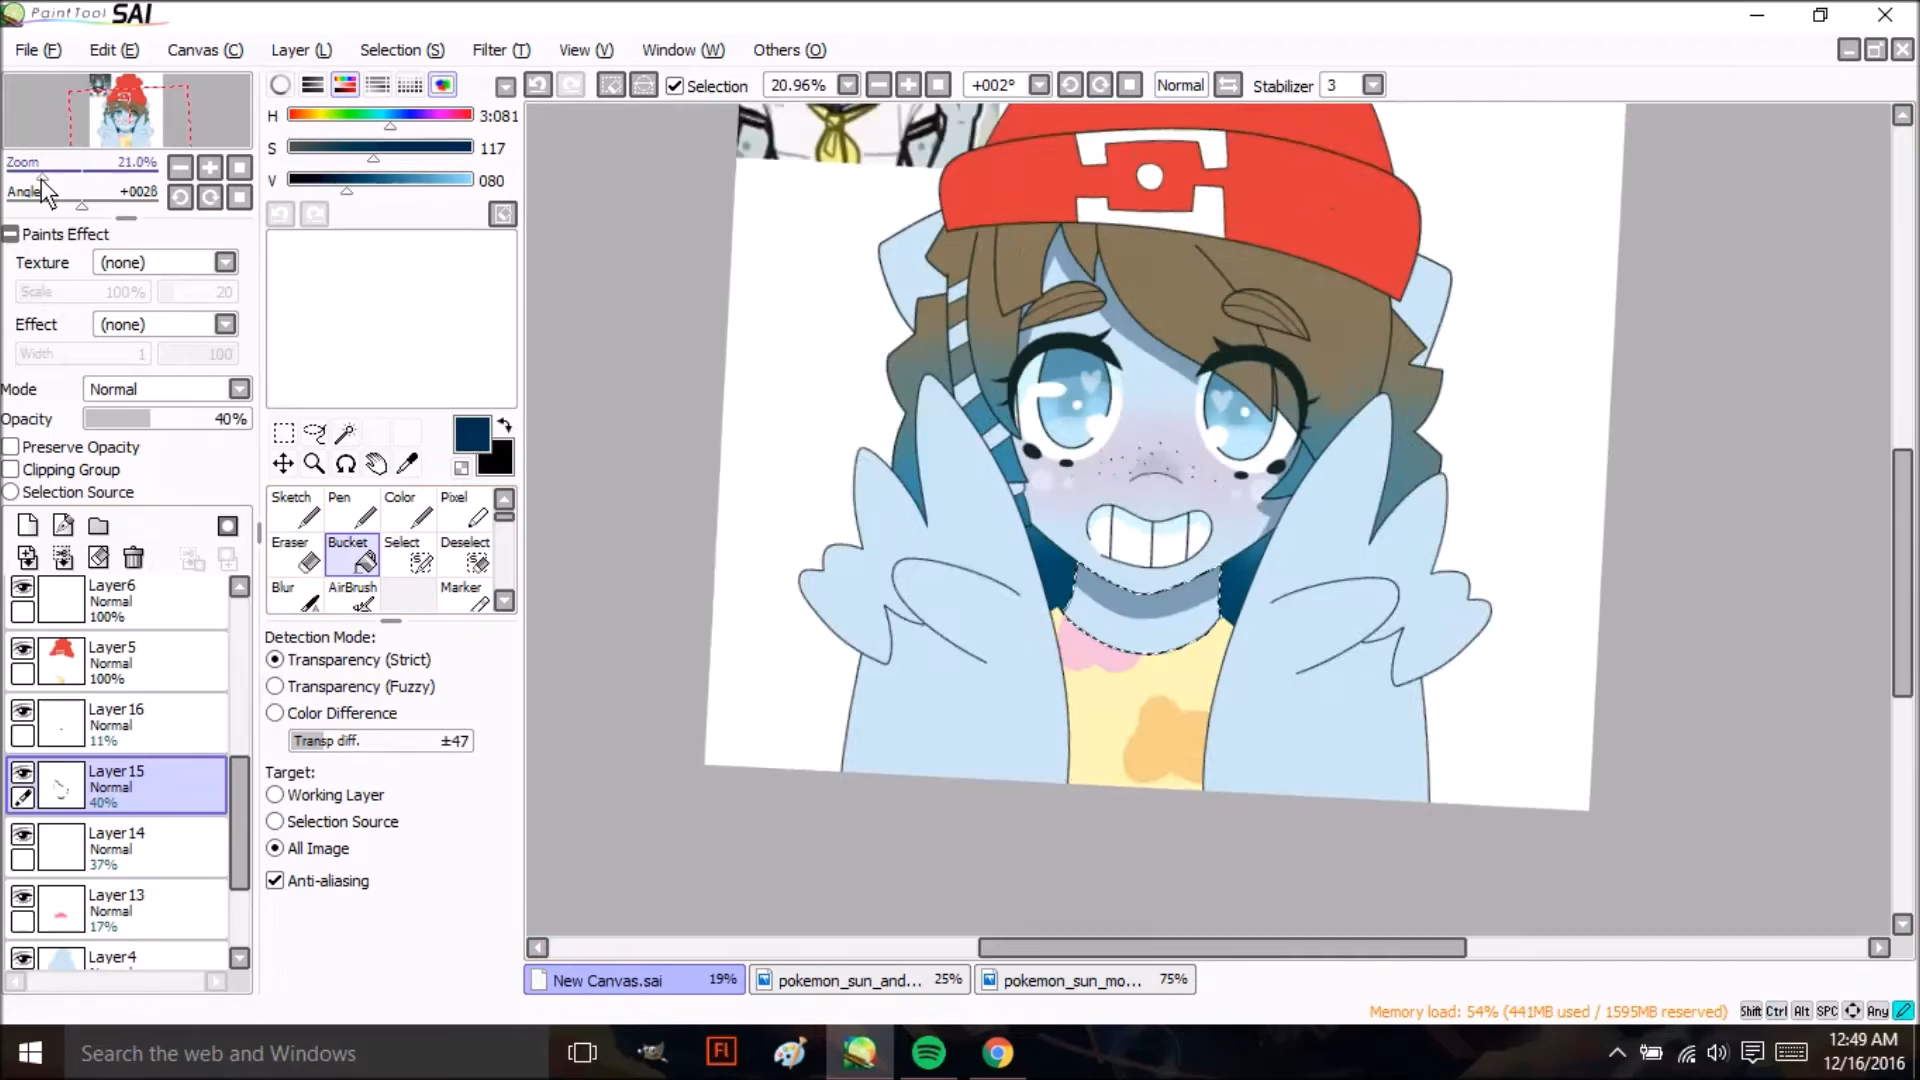 PaintTool SAI
File (F) Edit (E) Canvas (C) Layer (L) Selection (S) Filter (T) View (V) Window (W) Others (O)
Selection 20.96% +002° Normal Stabilizer 3
H 3:081
S 117
V 080
Zoom 21.0%
Angle +002ß
Paints Effect
Texture (none)
Scale 100% 20
Effect (none)
Width 1 100
Mode Normal
Opacity 40%
Preserve Opacity
Clipping Group
Selection Source
Layer6
Normal
100%
Layer5
Normal
100%
Layer16
Normal
11%
Layer15
Normal
40%
Layer14
Normal
37%
Layer13
Normal
17%
Layer4
Sketch Pen Color Pixel
Eraser Bucket Select Deselect
Blur AirBrush Marker
Detection Mode:
Transparency (Strict)
Transparency (Fuzzy)
Color Difference
Transp diff. ±47
Target:
Working Layer
Selection Source
All Image
Anti-aliasing
New Canvas.sai 19% pokemon_sun_and... 25% pokemon_sun_mo... 75%
Memory load: 54% (441MB used / 1595MB reserved) Shift Ctrl Alt SPC Any
Search the web and Windows
Fl
12:49 AM
12/16/2016